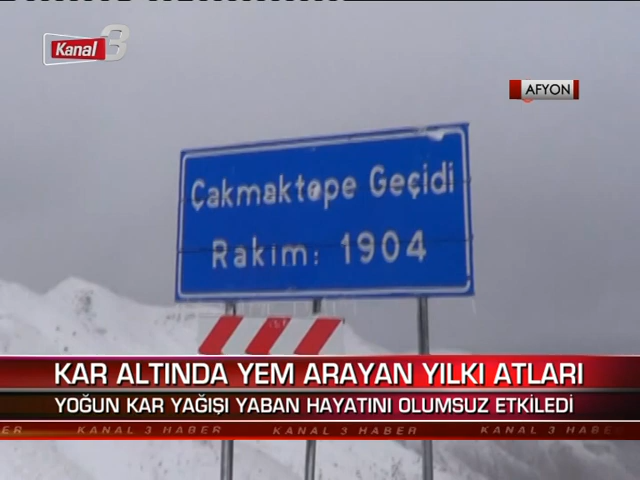 Kanal 3
AFYON
Çakmaktepe Geçidi
Rakım: 1904
KAR ALTINDA YEM ARAYAN YILKI ATLARI
YOĞUN KAR YAĞIŞI YABAN HAYATINI OLUMSUZ ETKİLEDİ
BER KANAL 3 HABER KANAL 3 HABER KANAL 3 HABER